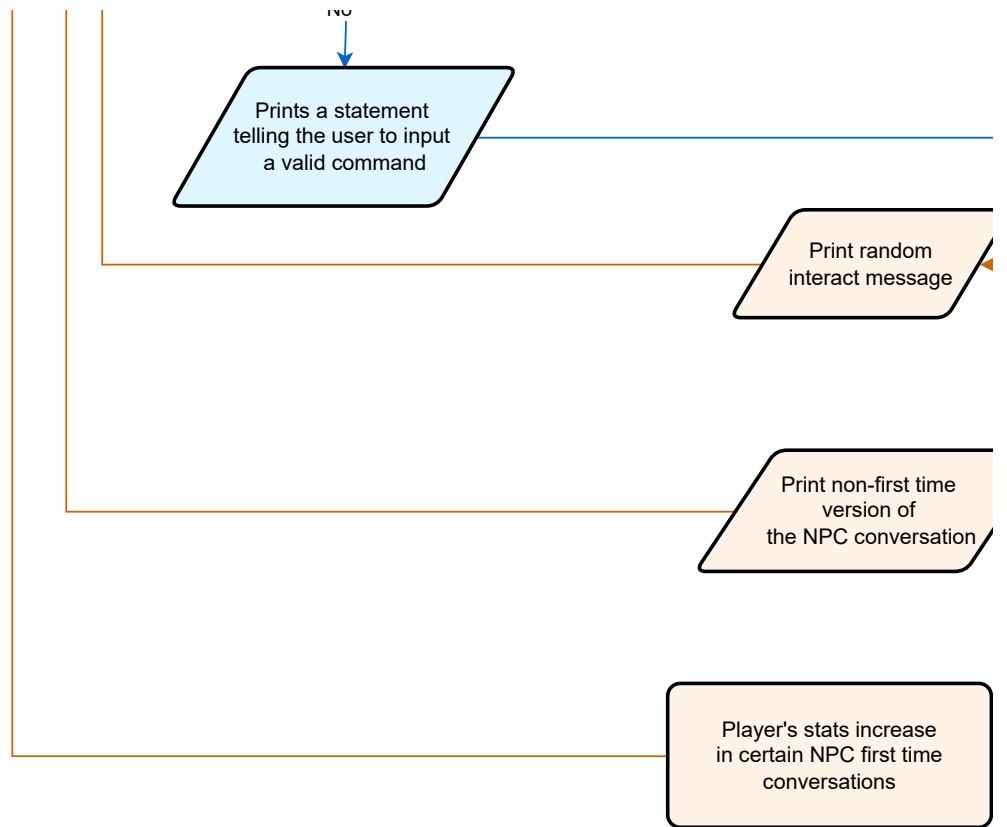 No
Prints a statement
telling the user to input
a valid command
Print random
interact message
Print non-first time
version of
the NPC conversation
Player's stats increase
in certain NPC first time
conversations